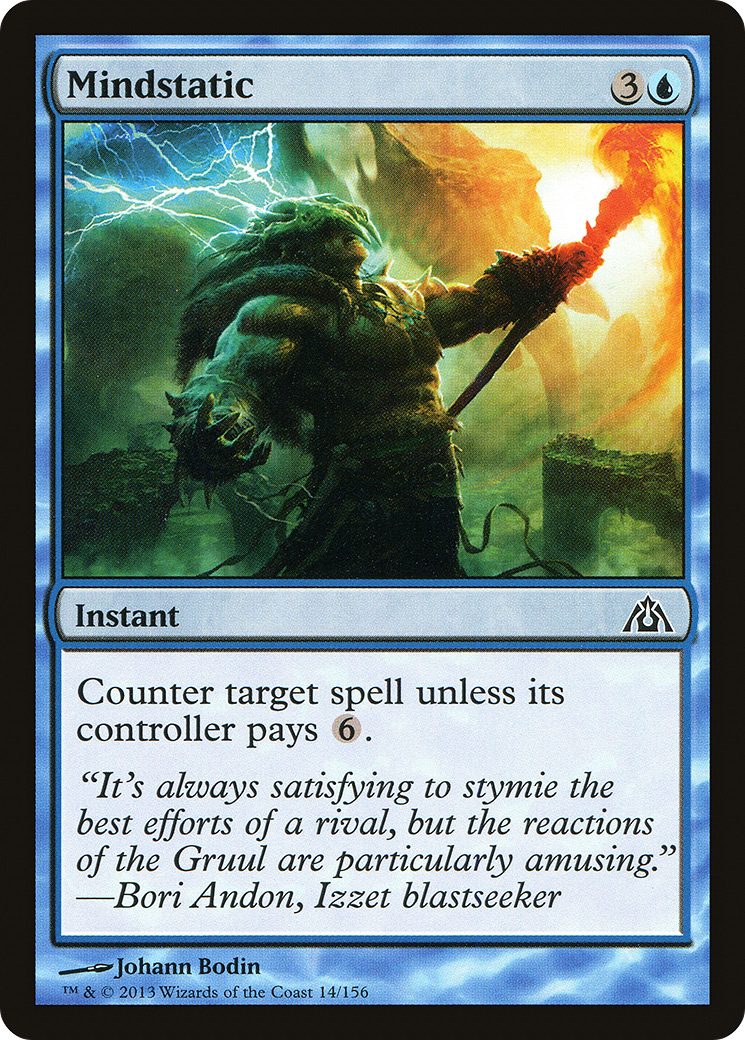 Mindstatic 3
Instant
Counter target spell unless its
controller pays 6.
“It’s always satisfying to stymie the
best efforts of a rival, but the reactions
of the Gruul are particularly amusing.”
—Bori Andon, Izzet blastseeker
Johann Bodin
™ & © 2013 Wizards of the Coast 14/156